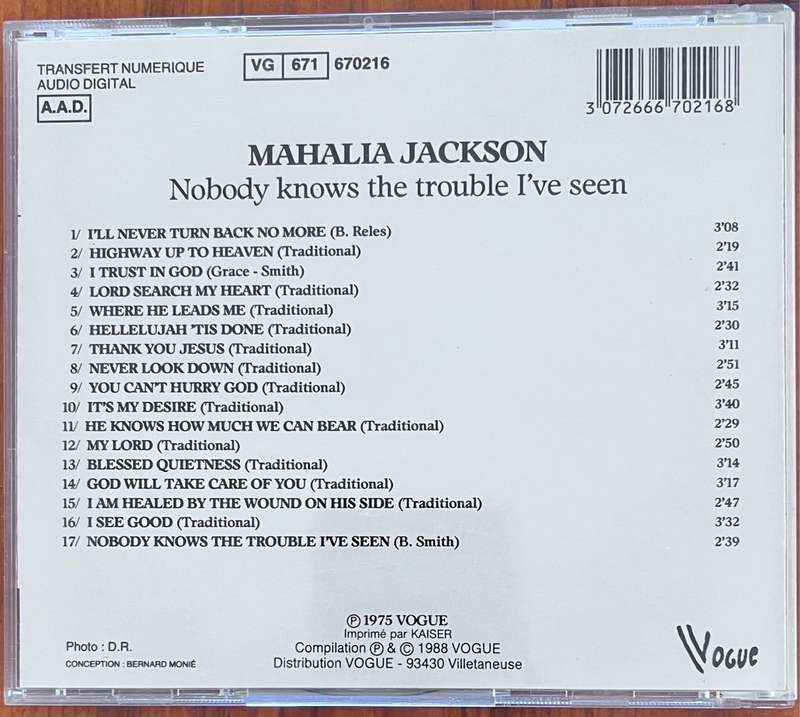 TRANSFERT NUMERIQUE
AUDIO DIGITAL
A.A.D.
VG 671 670216
3 072666 702168
MAHALIA JACKSON
Nobody knows the trouble I've seen
1/ I'LL NEVER TURN BACK NO MORE (B. Reles) 3'08
2/ HIGHWAY UP TO HEAVEN (Traditional) 2'19
3/ I TRUST IN GOD (Grace - Smith) 2'41
4/ LORD SEARCH MY HEART (Traditional) 2'32
5/ WHERE HE LEADS ME (Traditional) 3'15
6/ HELLELUJAH 'TIS DONE (Traditional) 2'30
7/ THANK YOU JESUS (Traditional) 3'11
8/ NEVER LOOK DOWN (Traditional) 2'51
9/ YOU CAN'T HURRY GOD (Traditional) 2'45
10/ IT'S MY DESIRE (Traditional) 3'40
11/ HE KNOWS HOW MUCH WE CAN BEAR (Traditional) 2'29
12/ MY LORD (Traditional) 2'50
13/ BLESSED QUIETNESS (Traditional) 3'14
14/ GOD WILL TAKE CARE OF YOU (Traditional) 3'17
15/ I AM HEALED BY THE WOUND ON HIS SIDE (Traditional) 2'47
16/ I SEE GOOD (Traditional) 3'32
17/ NOBODY KNOWS THE TROUBLE I'VE SEEN (B. Smith) 2'39
℗ 1975 VOGUE
Imprimé par KAISER
Compilation ℗ & © 1988 VOGUE
Distribution VOGUE - 93430 Villetaneuse
Photo : D.R.
CONCEPTION : BERNARD MONIÉ
VOGUE